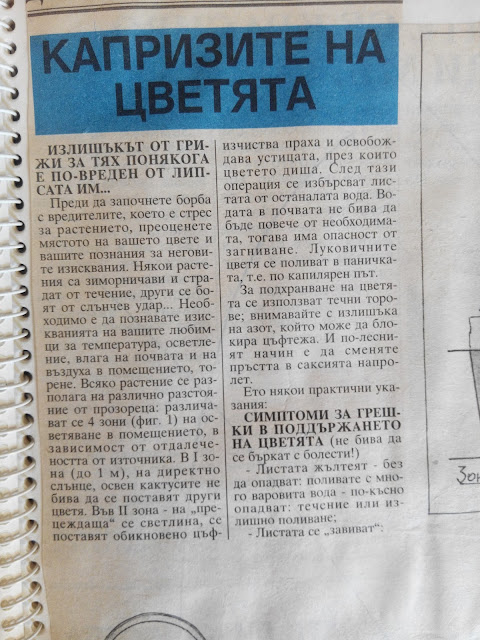 КАПРИЗИТЕ НА
ЦВЕТЯТА
ИЗЛИШЪКЪТ ОТ ГРИ-
ЖИ ЗА ТЯХ ПОНЯКОГА
Е ПО-ВРЕДЕН ОТ ЛИП-
САТА ИМ...
Преди да започнете борба
с вредителите, което е стрес
за растението, преоценете
мястото на вашето цвете и
вашите познания за негови-
те изисквания. Някои расте-
ния са зиморничави и стра-
дат от течение, други се бо-
ят от слънчев удар... Необ-
ходимо е да познавате изис-
кванията на вашите любим-
ци за температура, осветле-
ние, влага на почвата и на
въздуха в помещението, то-
рене. Всяко растение се раз-
полага на различно разстоя-
ние от прозореца: различа-
ват се 4 зони (фиг. 1) на ос-
ветяване в помещението, в
зависимост от отдалече-
ността от източника. В I зо-
на (до 1 м), на директно
слънце, освен кактусите не
бива да се поставят други
цветя. Във II зона - на „пре-
цеждаща“ се светлина, се
поставят обикновено цъф-
изчиства праха и освобож-
дава устицата, през които
цветето диша. След тази
операция се избърсват лис-
тата от останалата вода. Во-
дата в почвата не бива да
бъде повече от необходима-
та, тогава има опасност от
загниване. Луковичните
цветя се поливат в паничка-
та, т.е. по капилярен път.
За подхранване на цветя-
та се използват течни торо-
ве; внимавайте с излишъка
на азот, който може да бло-
кира цъфтежа. И по-лесни-
ят начин е да сменяте
пръстта в саксията напро-
лет.
Ето някои практични ука-
зания:
СИМПТОМИ ЗА ГРЕШ-
КИ В ПОДДЪРЖАНЕТО
НА ЦВЕТЯТА (не бива да
се бъркат с болести!)
- Листата жълтеят - без
да опадват: поливате с мно-
го варовита вода - по-късно
опадват: течение или из-
лишно поливане;
- Листата се „завиват“:
Зон